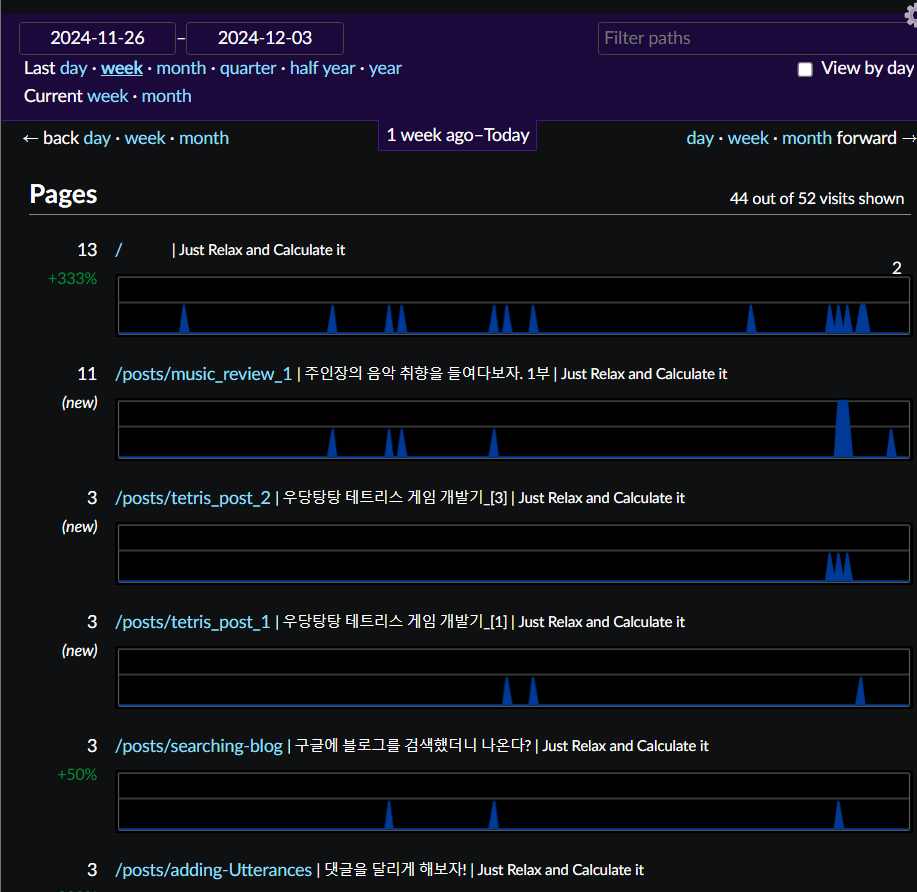 2024-11-26 – 2024-12-03 Filter paths
Last day · week · month · quarter · half year · year View by day
Current week · month
← back day · week · month 1 week ago–Today day · week · month forward →
Pages 44 out of 52 visits shown
13 / | Just Relax and Calculate it
+333% 2
11 /posts/music_review_1 | 주인장의 음악 취향을 들여다보자. 1부 | Just Relax and Calculate it
(new)
3 /posts/tetris_post_2 | 우당탕탕 테트리스 게임 개발기_[3] | Just Relax and Calculate it
(new)
3 /posts/tetris_post_1 | 우당탕탕 테트리스 게임 개발기_[1] | Just Relax and Calculate it
(new)
3 /posts/searching-blog | 구글에 블로그를 검색했더니 나온다? | Just Relax and Calculate it
+50%
3 /posts/adding-Utterances | 댓글을 달리게 해보자! | Just Relax and Calculate it